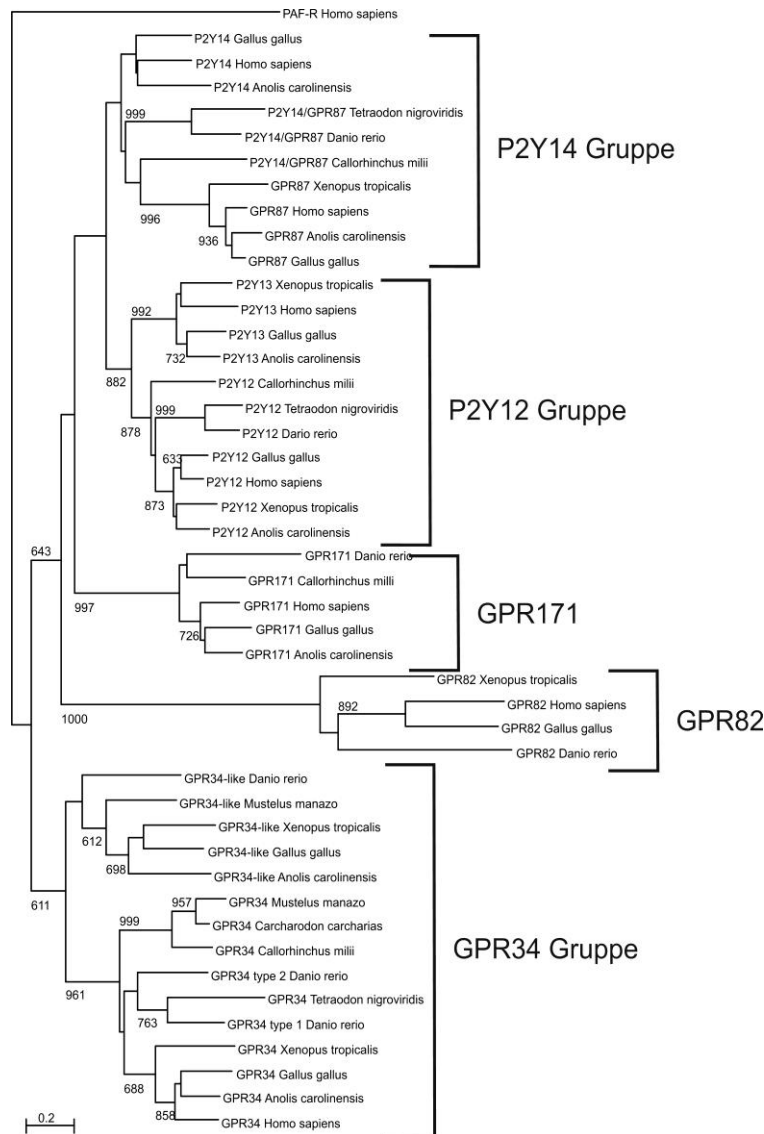 PAF-R Homo sapiens
P2Y14 Gallus gallus
P2Y14 Homo sapiens
P2Y14 Anolis carolinensis
999
P2Y14/GPR87 Tetraodon nigroviridis
P2Y14/GPR87 Danio rerio
P2Y14 Gruppe
P2Y14/GPR87 Callorhinchus milii
GPR87 Xenopus tropicalis
996
GPR87 Homo sapiens
936
GPR87 Anolis carolinensis
GPR87 Gallus gallus
P2Y13 Xenopus tropicalis
992
P2Y13 Homo sapiens
P2Y13 Gallus gallus
732
P2Y13 Anolis carolinensis
882
P2Y12 Callorhinchus milii
999
P2Y12 Tetraodon nigroviridis
P2Y12 Gruppe
878
P2Y12 Dario rerio
633
P2Y12 Gallus gallus
P2Y12 Homo sapiens
873
P2Y12 Xenopus tropicalis
P2Y12 Anolis carolinensis
643
GPR171 Danio rerio
GPR171 Callorhinchus milli
997
GPR171 Homo sapiens
GPR171
726
GPR171 Gallus gallus
GPR171 Anolis carolinensis
GPR82 Xenopus tropicalis
892
GPR82 Homo sapiens
1000
GPR82 Gallus gallus
GPR82
GPR82 Danio rerio
GPR34-like Danio rerio
GPR34-like Mustelus manazo
612
GPR34-like Xenopus tropicalis
GPR34-like Gallus gallus
698
GPR34-like Anolis carolinensis
611
957
GPR34 Mustelus manazo
999
GPR34 Carcharodon carcharias
GPR34 Callorhinchus milii
GPR34 Gruppe
961
GPR34 type 2 Danio rerio
GPR34 Tetraodon nigroviridis
763
GPR34 type 1 Danio rerio
GPR34 Xenopus tropicalis
688
GPR34 Gallus gallus
GPR34 Anolis carolinensis
858
GPR34 Homo sapiens
0.2